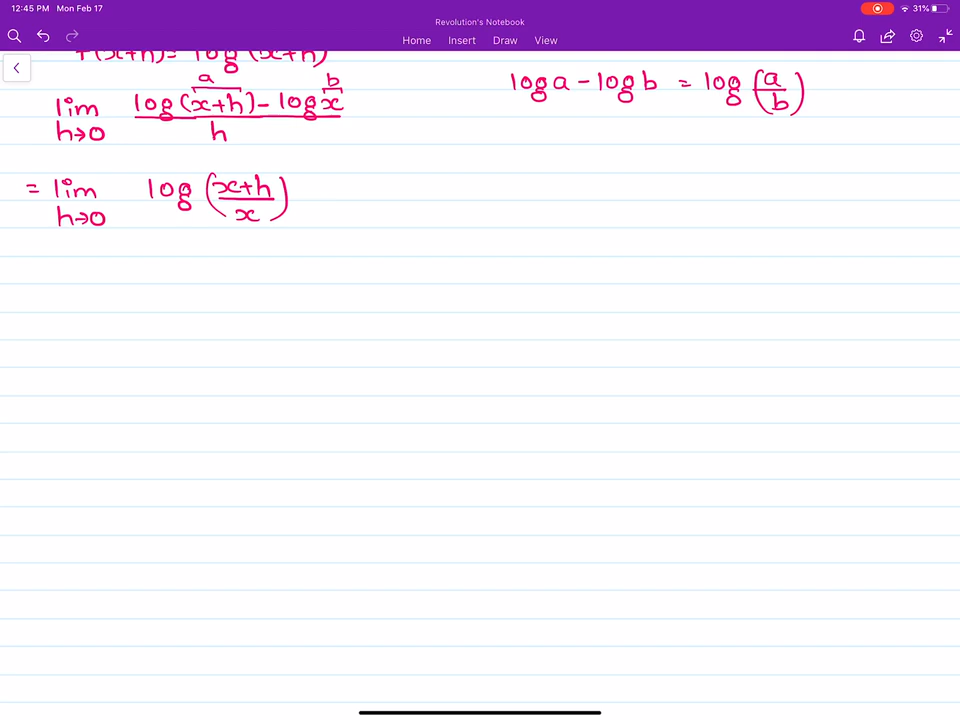 12:45 PM Mon Feb 17
31%
Revolution's Notebook
Home Insert Draw View
f(x+h) = log (x+h)
a b
lim log(x+h) - log x
h→0 h
log a - log b = log (a/b)
= lim log (x+h/x)
h→0